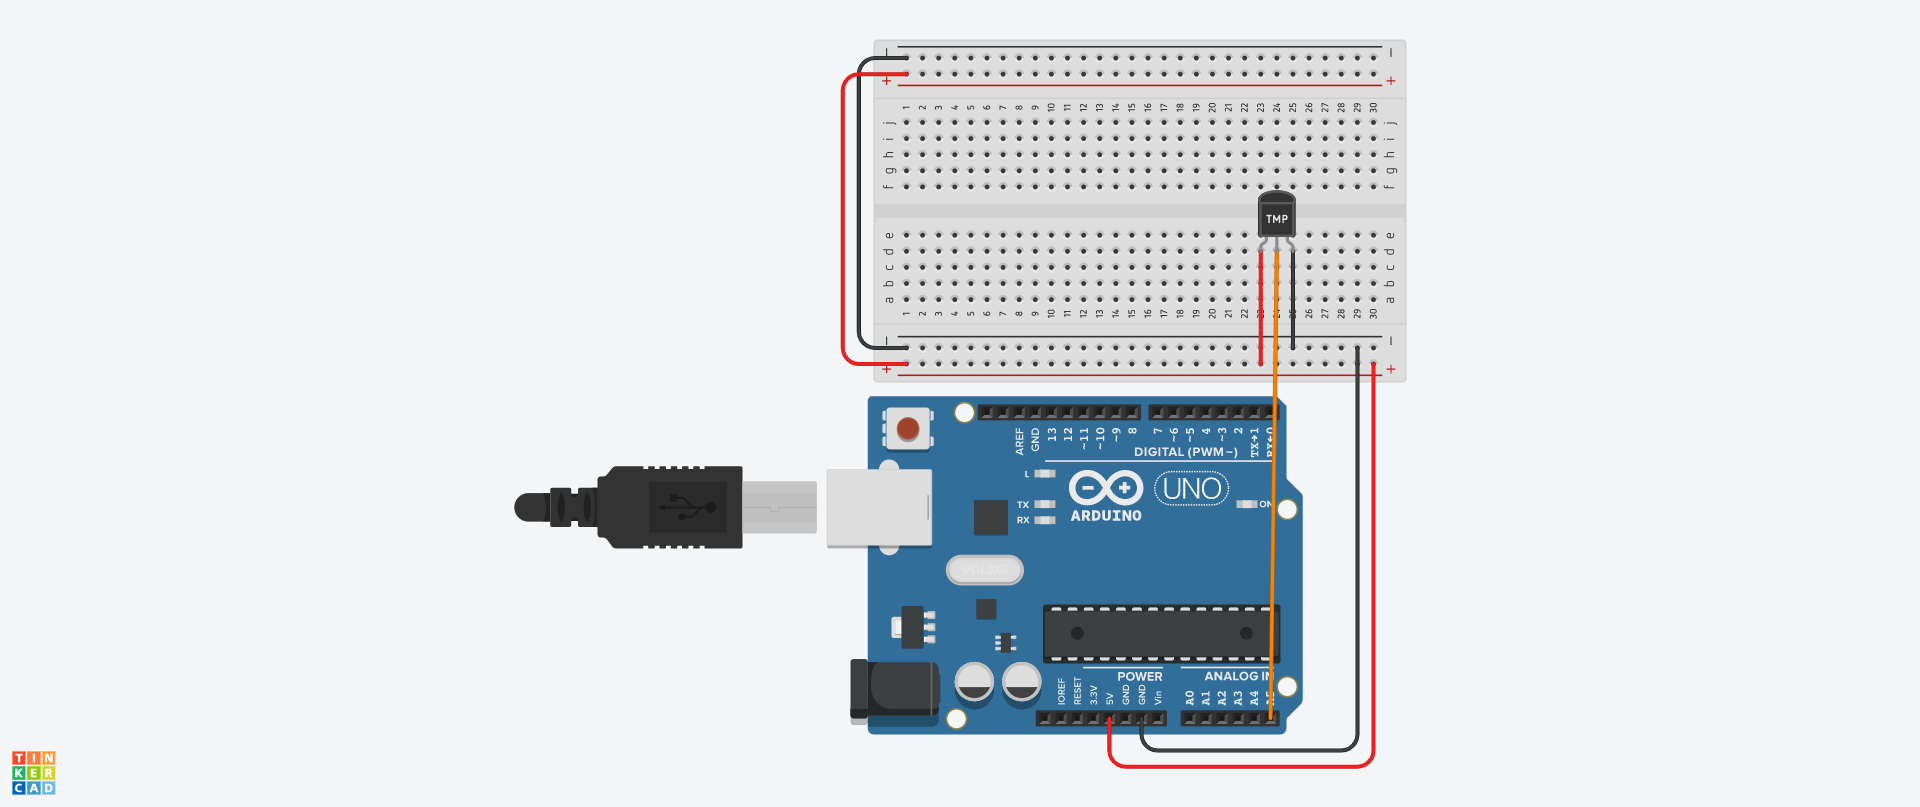 − −
+ +
1 2 3 4 5 6 7 8 9 10 11 12 13 14 15 16 17 18 19 20 21 22 23 24 25 26 27 28 29 30
j j
i i
h h
g g
f f
TMP
e e
d d
c c
b b
a a
1 2 3 4 5 6 7 8 9 10 11 12 13 14 15 16 17 18 19 20 21 22 26 27 28 29 30
− −
+ +
AREF GND 13 12 ~11 ~10 ~9 8 7 ~6 ~5 4 ~3 2 TX→1 RX←0
DIGITAL (PWM~)
L
TX
RX
ARDUINO
UNO
ON
POWER
ANALOG IN
IOREF RESET 3.3V 5V GND GND Vin A0 A1 A2 A3 A4 A5
TIN
KER
CAD